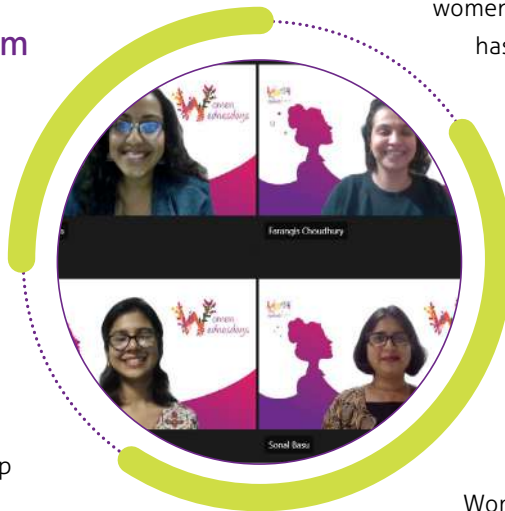 women
m
has
Women
Wednesdays
Farangis Choudhury
Women
Wednesdays
Sonal Basu
p
Wor